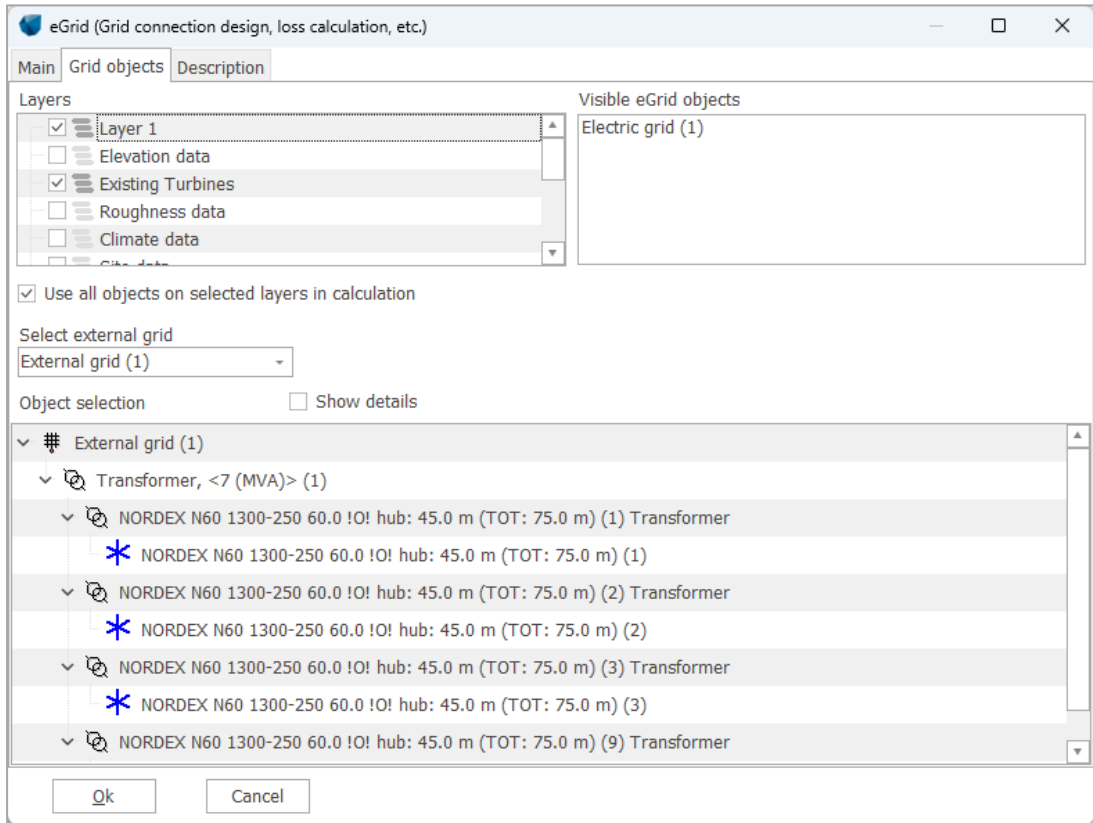 eGrid (Grid connection design, loss calculation, etc.)
Main Grid objects Description
Layers
Layer 1
Elevation data
Existing Turbines
Roughness data
Climate data
Site data
Visible eGrid objects
Electric grid (1)
Use all objects on selected layers in calculation
Select external grid
External grid (1)
Object selection Show details
External grid (1)
Transformer, <7 (MVA)> (1)
NORDEX N60 1300-250 60.0 !O! hub: 45.0 m (TOT: 75.0 m) (1) Transformer
NORDEX N60 1300-250 60.0 !O! hub: 45.0 m (TOT: 75.0 m) (1)
NORDEX N60 1300-250 60.0 !O! hub: 45.0 m (TOT: 75.0 m) (2) Transformer
NORDEX N60 1300-250 60.0 !O! hub: 45.0 m (TOT: 75.0 m) (2)
NORDEX N60 1300-250 60.0 !O! hub: 45.0 m (TOT: 75.0 m) (3) Transformer
NORDEX N60 1300-250 60.0 !O! hub: 45.0 m (TOT: 75.0 m) (3)
NORDEX N60 1300-250 60.0 !O! hub: 45.0 m (TOT: 75.0 m) (9) Transformer
Ok Cancel